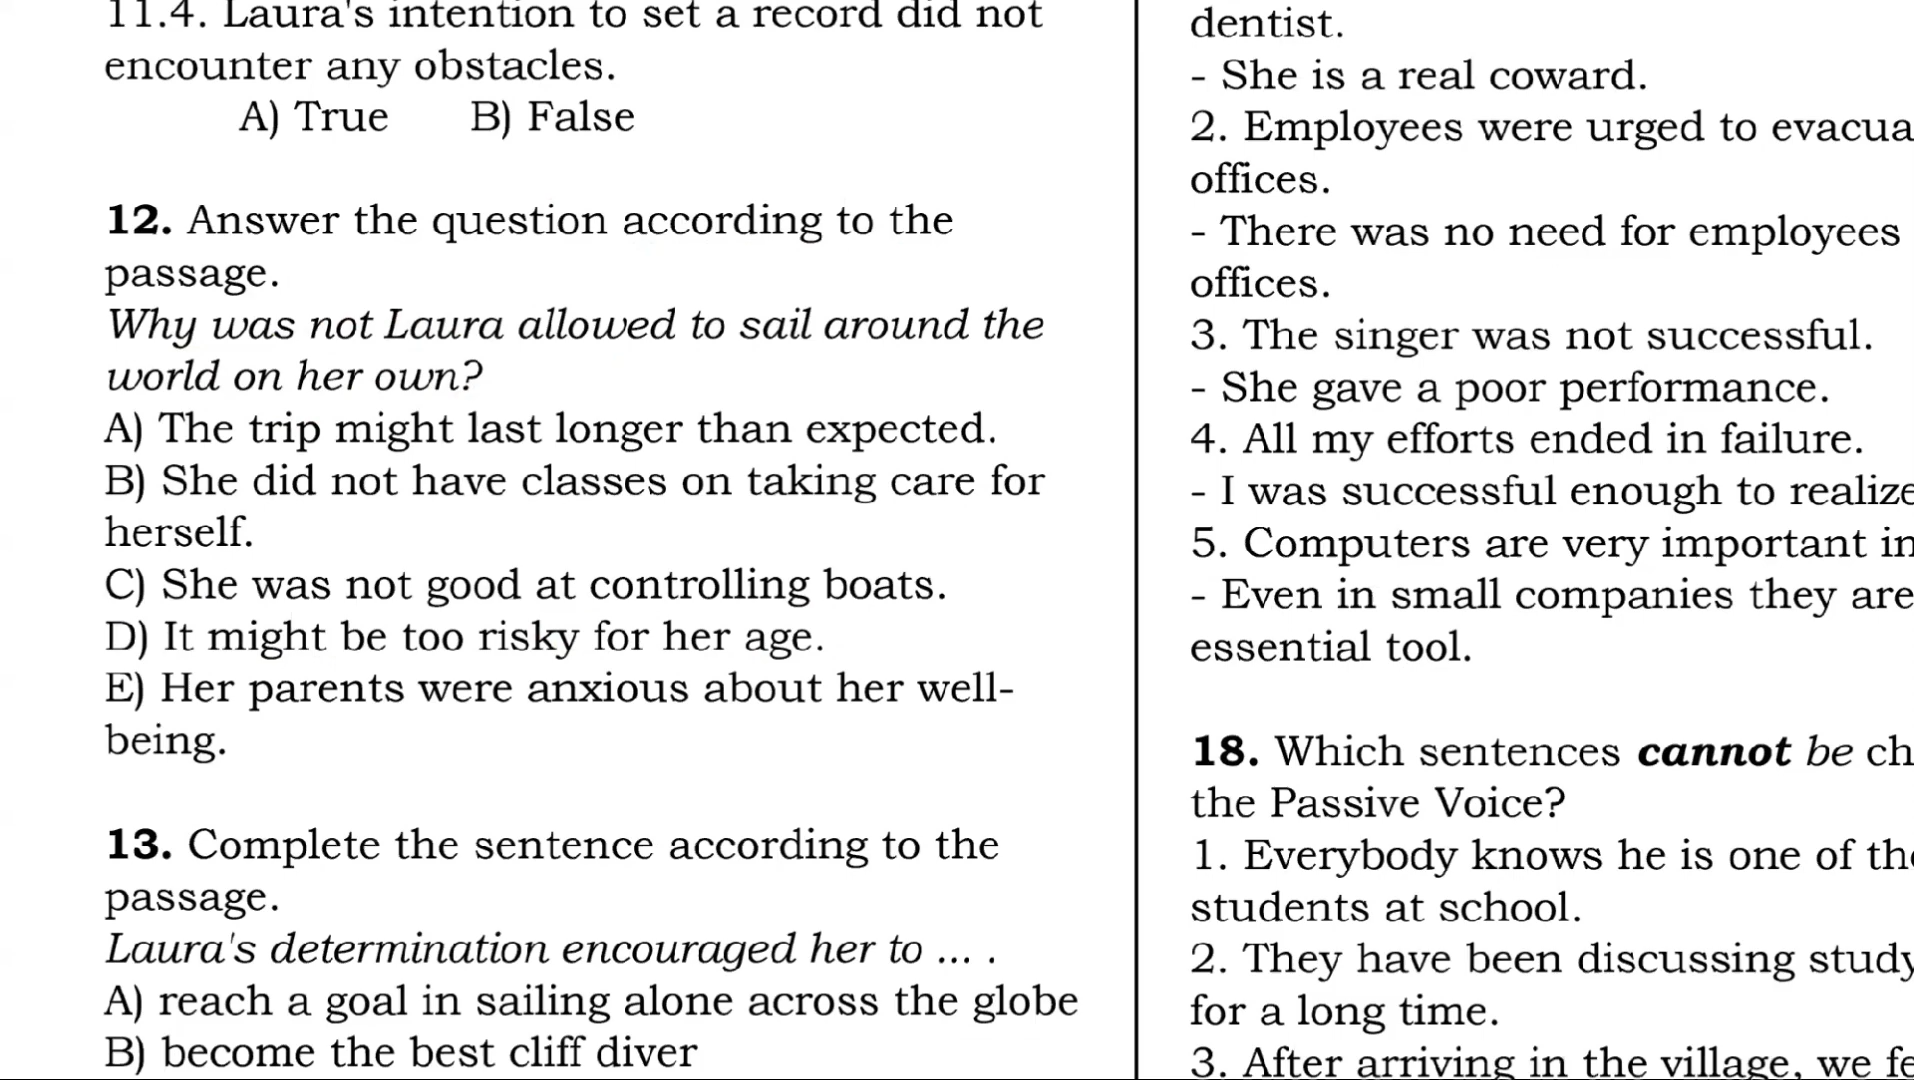 11.4. Laura's intention to set a record did not
encounter any obstacles.
A) True B) False
12. Answer the question according to the
passage.
Why was not Laura allowed to sail around the
world on her own?
A) The trip might last longer than expected.
B) She did not have classes on taking care for
herself.
C) She was not good at controlling boats.
D) It might be too risky for her age.
E) Her parents were anxious about her well-
being.
13. Complete the sentence according to the
passage.
Laura's determination encouraged her to ... .
A) reach a goal in sailing alone across the globe
B) become the best cliff diver
dentist.
- She is a real coward.
2. Employees were urged to
offices.
- There was no need for employees
offices.
3. The singer was not successful.
- She gave a poor performance.
4. All my efforts ended in failure.
- I was successful enough to
5. Computers are very important
- Even in small companies they are
essential tool.
18. Which sentences cannot be
the Passive Voice?
1. Everybody knows he is one of
students at school.
2. They have been discussing
for a long time.
3. After arriving in the village, we